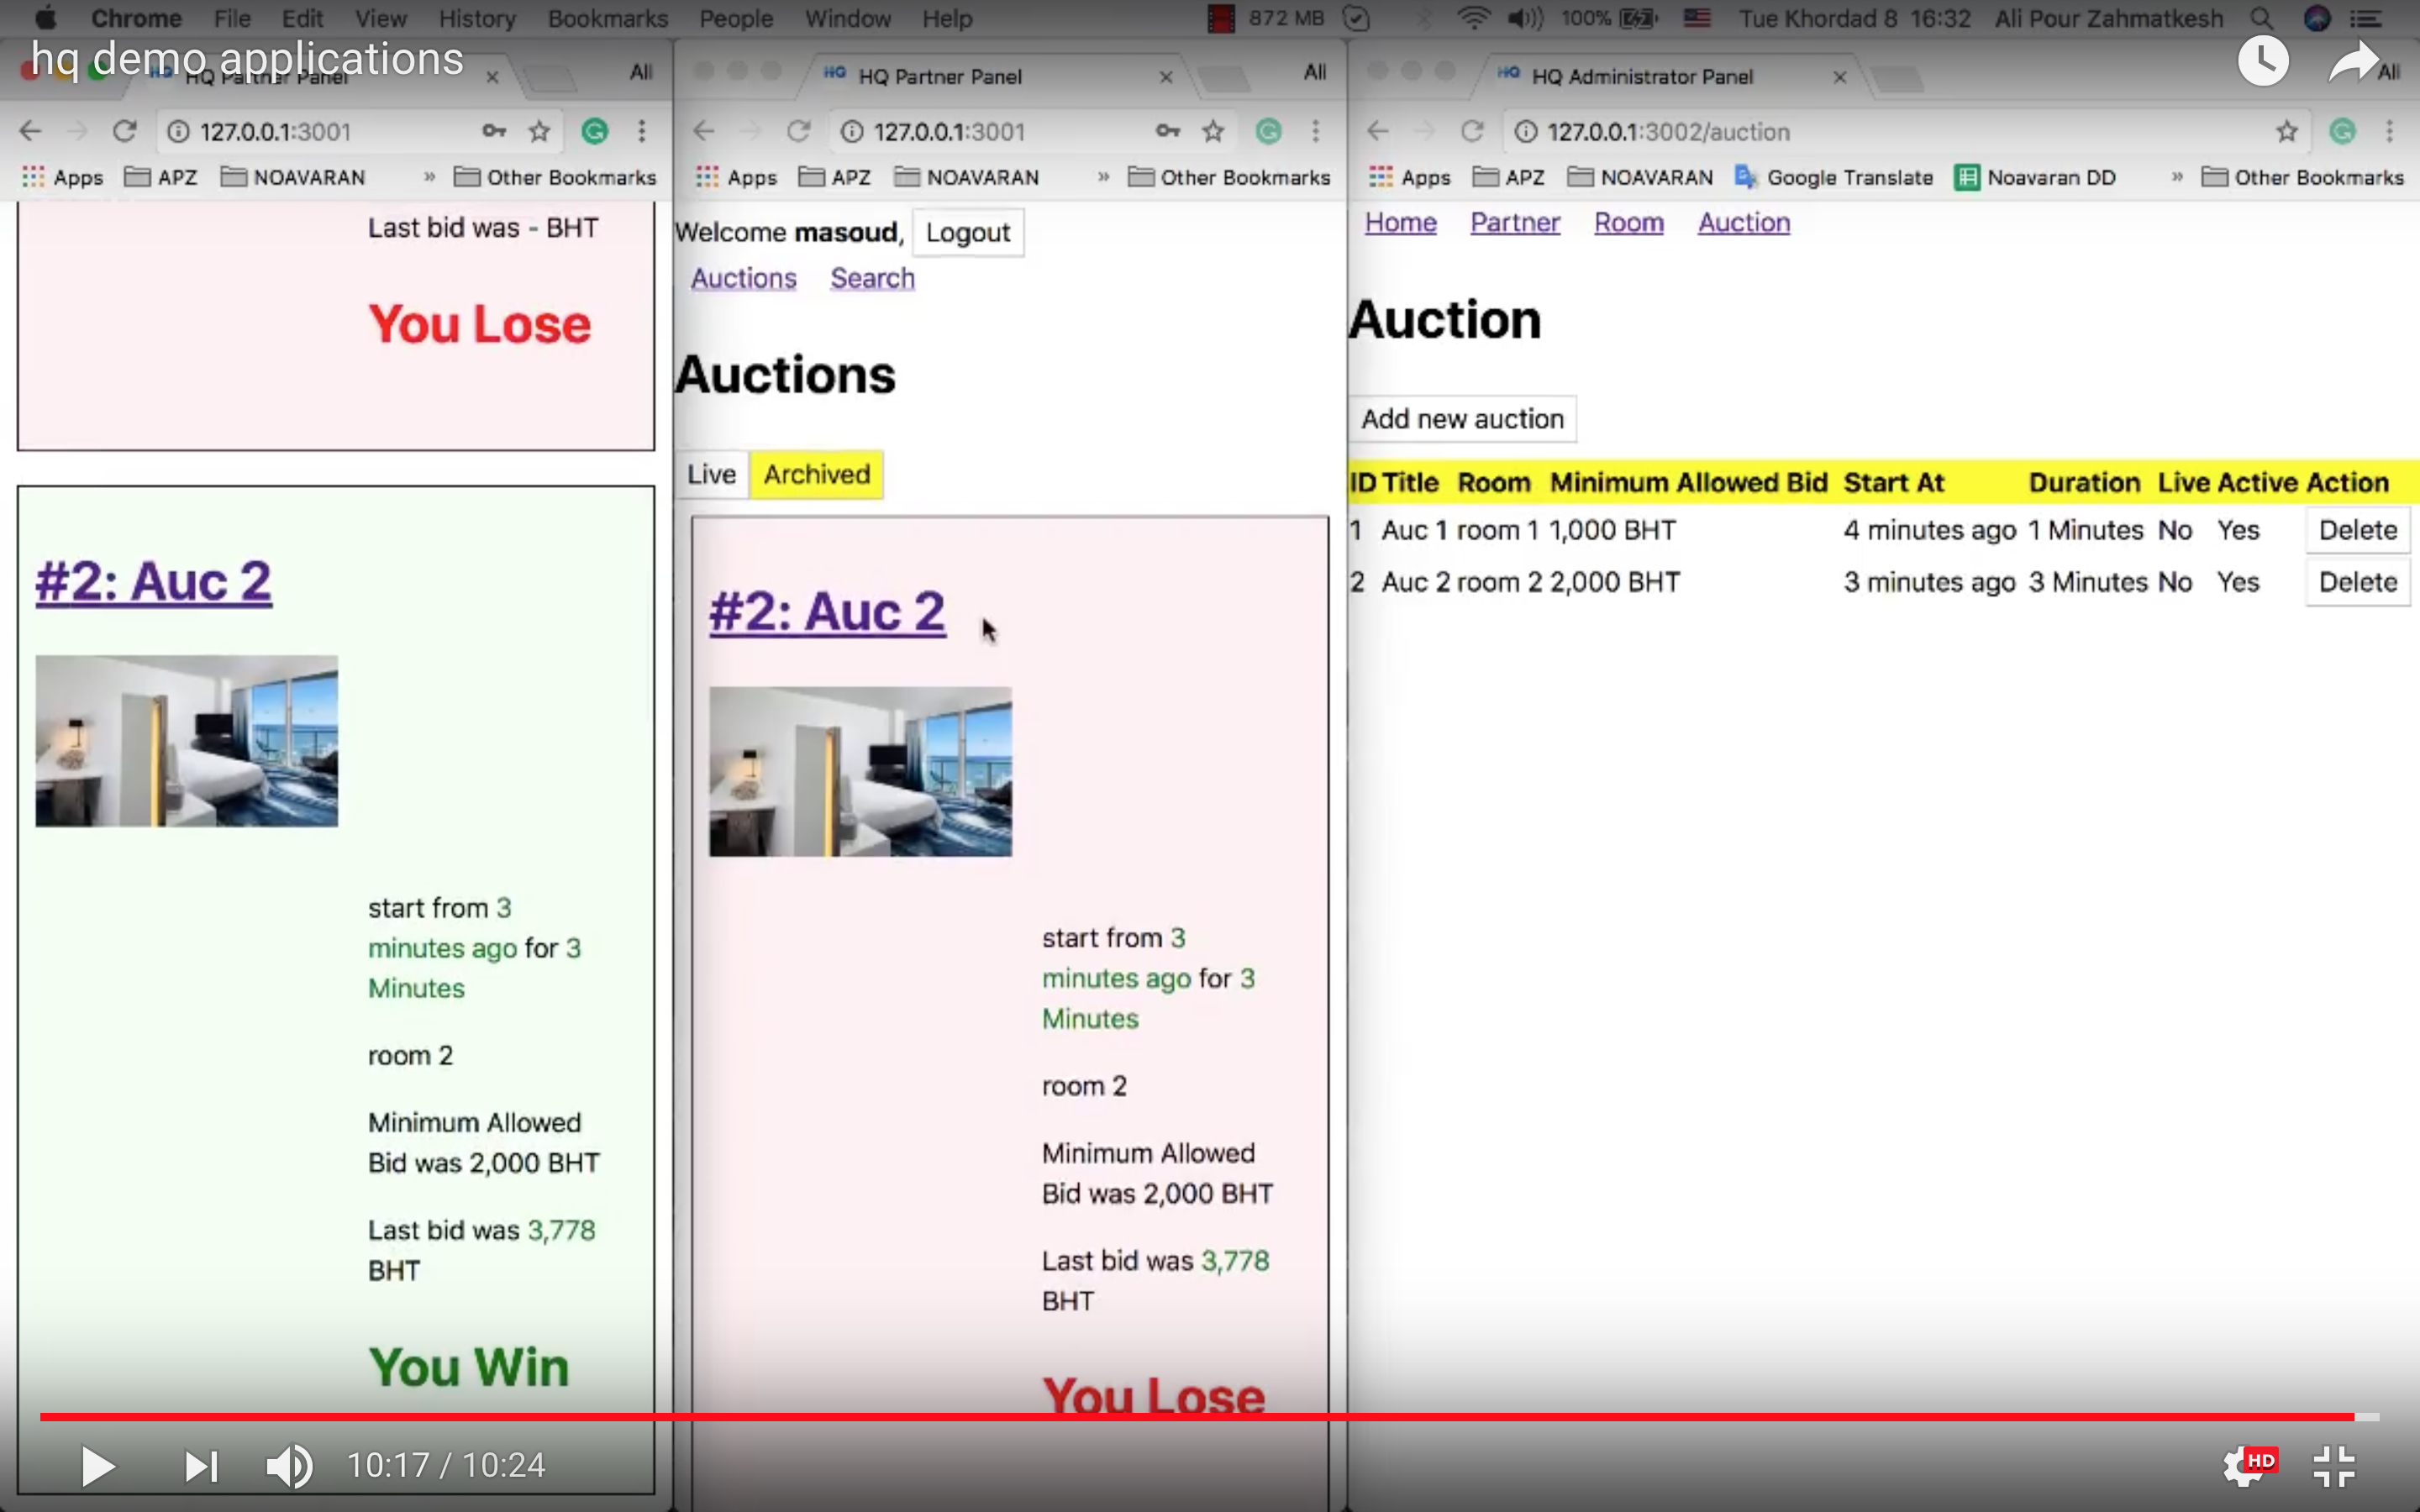 Chrome File Edit View History Bookmarks People Window Help 872 MB 100% Tue Khordad 8 16:32 Ali Pour Zahmatkesh
hq demo applications
HQ Partner Panel All
127.0.0.1:3001
Apps APZ NOAVARAN » Other Bookmarks
Last bid was - BHT
You Lose
#2: Auc 2
start from 3
minutes ago for 3
Minutes
room 2
Minimum Allowed
Bid was 2,000 BHT
Last bid was 3,778
BHT
You Win
HQ HQ Partner Panel All
127.0.0.1:3001
Apps APZ NOAVARAN » Other Bookmarks
Welcome masoud, Logout
Auctions Search
Auctions
Live Archived
#2: Auc 2
start from 3
minutes ago for 3
Minutes
room 2
Minimum Allowed
Bid was 2,000 BHT
Last bid was 3,778
BHT
You Lose
HQ HQ Administrator Panel All
127.0.0.1:3002/auction
Apps APZ NOAVARAN Google Translate Noavaran DD » Other Bookmarks
Home Partner Room Auction
Auction
Add new auction
ID Title Room Minimum Allowed Bid Start At Duration Live Active Action
1 Auc 1 room 1 1,000 BHT 4 minutes ago 1 Minutes No Yes Delete
2 Auc 2 room 2 2,000 BHT 3 minutes ago 3 Minutes No Yes Delete
10:17 / 10:24
HD